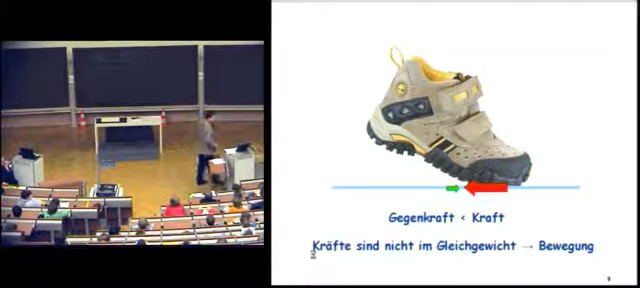 Gegenkraft < Kraft
Kräfte sind nicht im Gleichgewicht → Bewegung